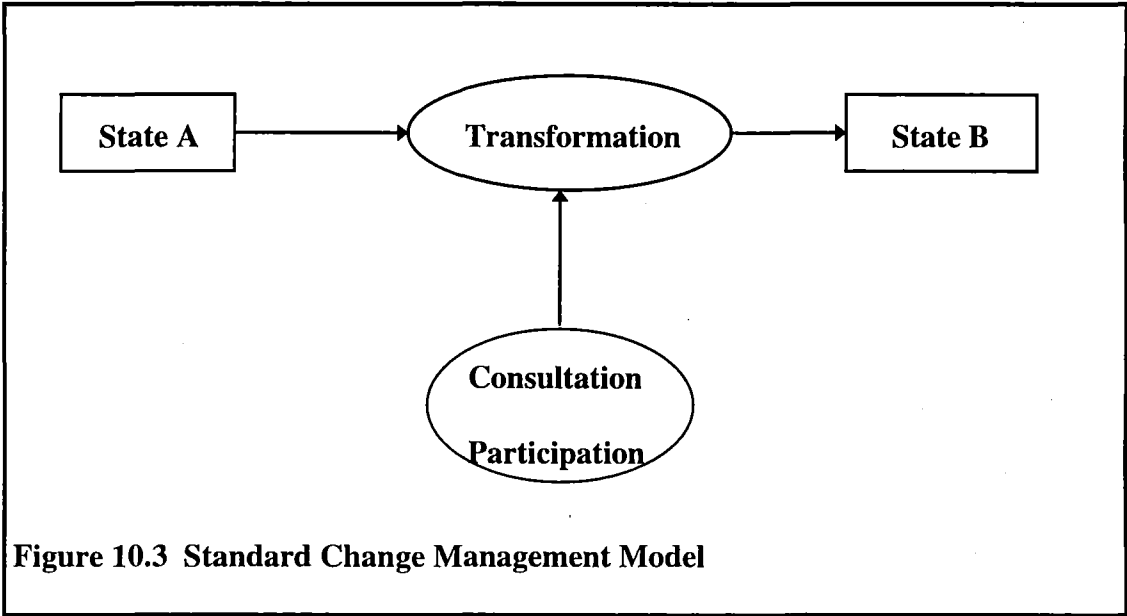 State A
Transformation
State B
Consultation
Participation
Figure 10.3 Standard Change Management Model